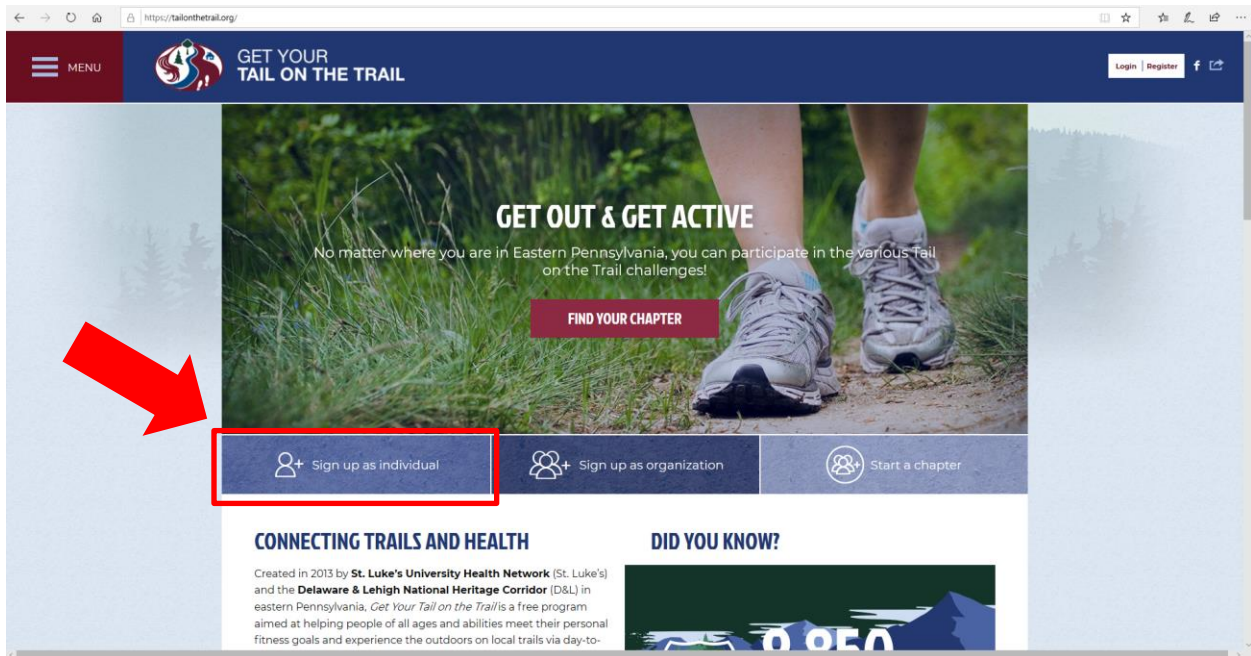 https://tailonthetrail.org/
MENU
GET YOUR
TAIL ON THE TRAIL
Login | Register
GET OUT & GET ACTIVE
No matter where you are in Eastern Pennsylvania, you can participate in the various Tail
on the Trail challenges!
FIND YOUR CHAPTER
Sign up as individual
Sign up as organization
Start a chapter
CONNECTING TRAILS AND HEALTH
Created in 2013 by St. Luke's University Health Network (St. Luke's)
and the Delaware & Lehigh National Heritage Corridor (D&L) in
eastern Pennsylvania, Get Your Tail on the Trail is a free program
aimed at helping people of all ages and abilities meet their personal
fitness goals and experience the outdoors on local trails via day-to-
DID YOU KNOW?
9,850